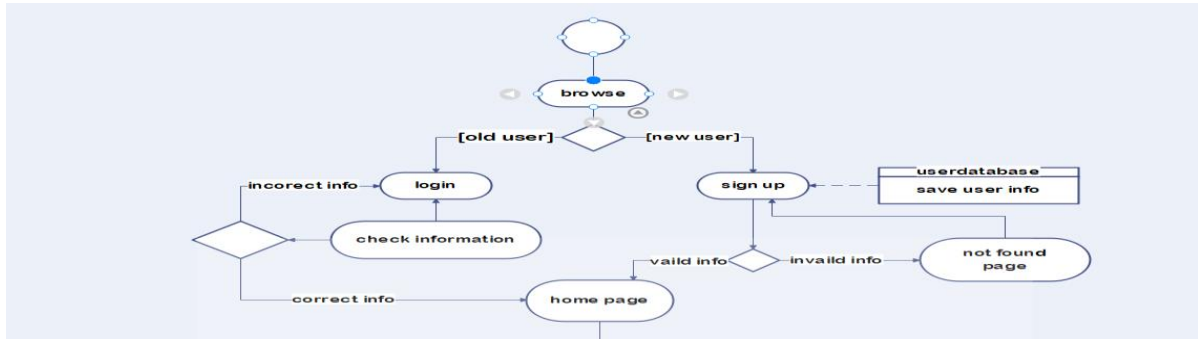 browse
[old user]
[new user]
incorect info
login
sign up
userdatabase
save user info
check information
not found
page
vaild info
invaild info
correct info
home page